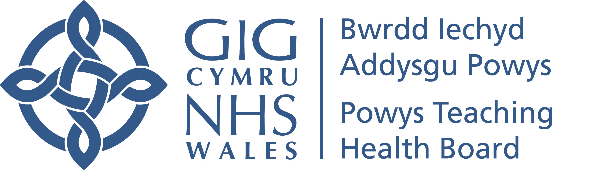 GIG
CYMRU
NHS
WALES
Bwrdd Iechyd
Addysgu Powys
Powys Teaching
Health Board